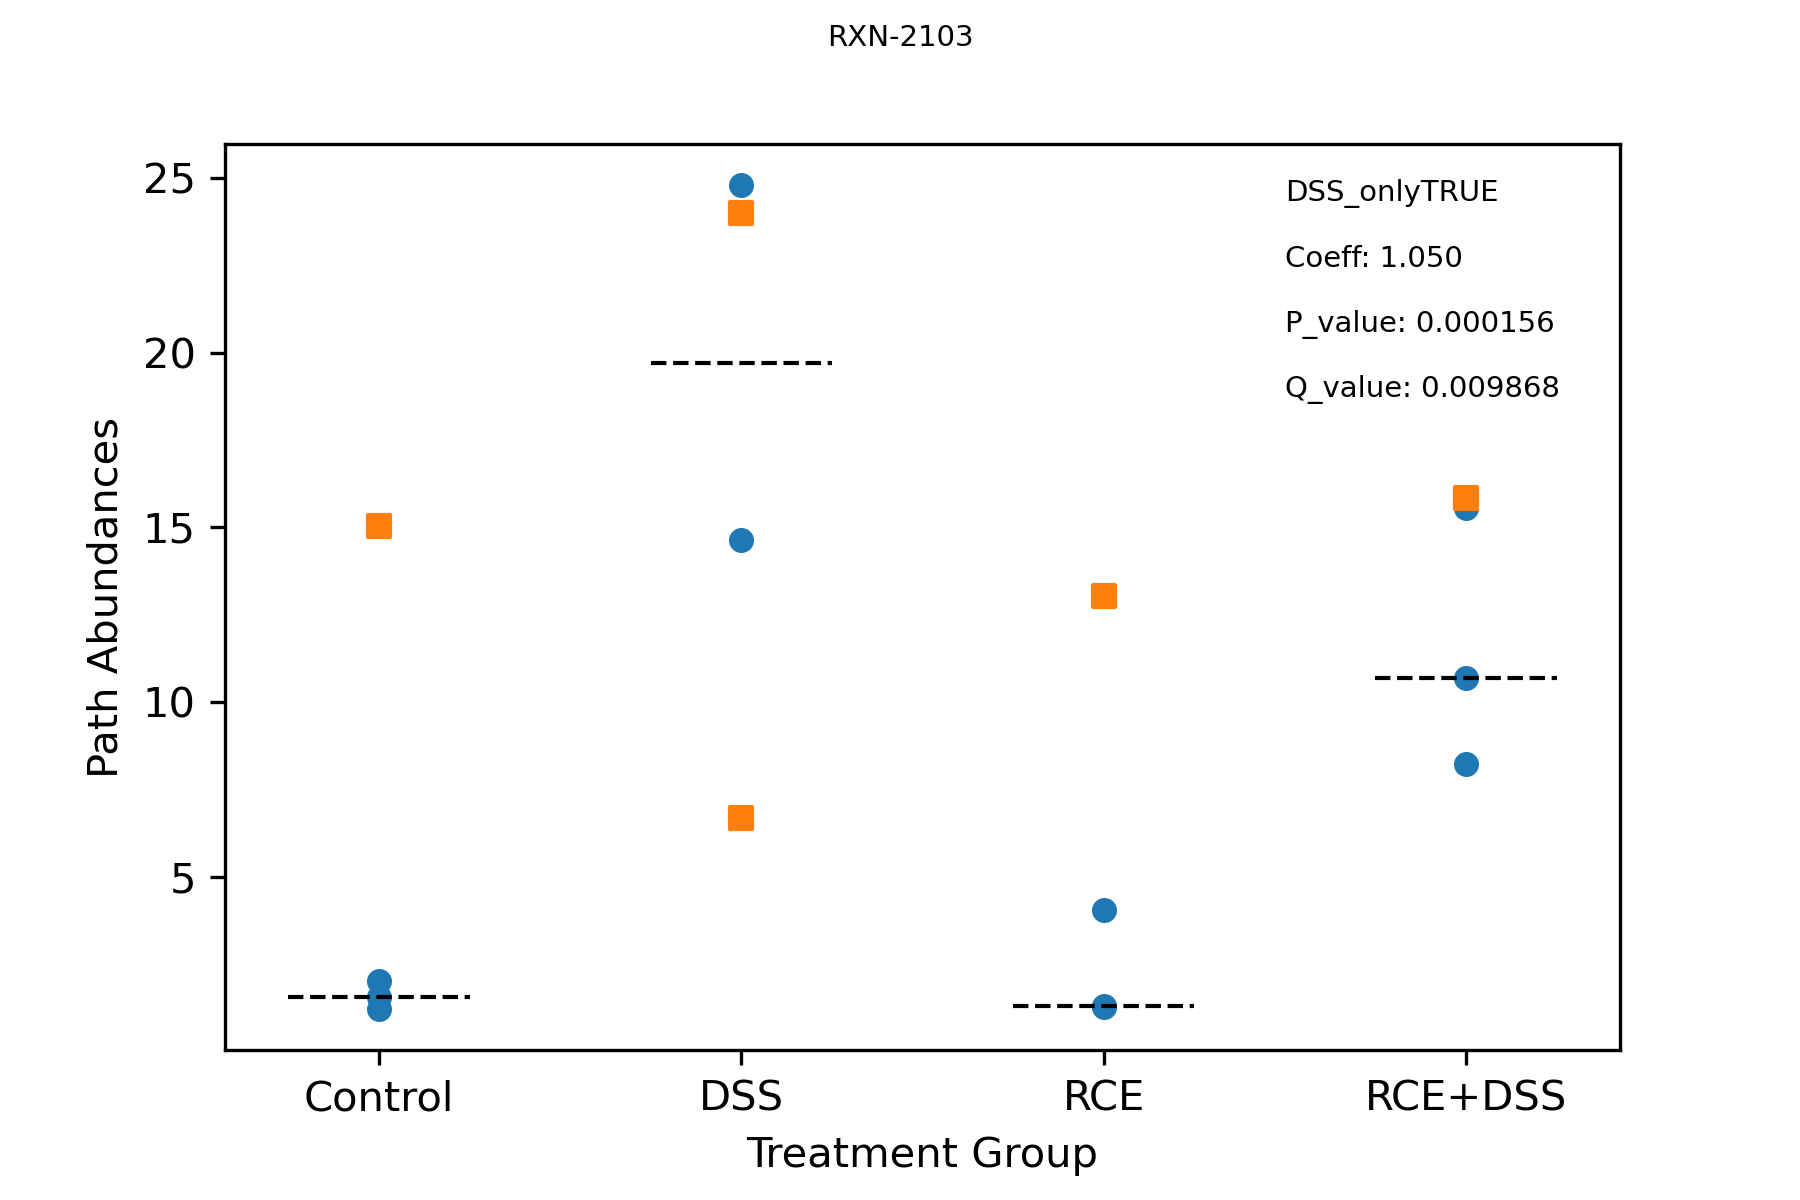 RXN-2103
25
20
15
10
5
Path Abundances
DSS_onlyTRUE
Coeff: 1.050
P_value: 0.000156
Q_value: 0.009868
Control
DSS
RCE
RCE+DSS
Treatment Group